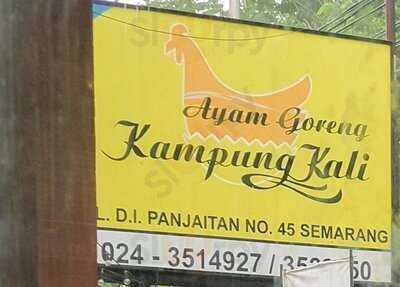 Ayam Goreng
Kampung Kali
L. D.I. PANJAITAN NO. 45 SEMARANG
024 - 3514927 /